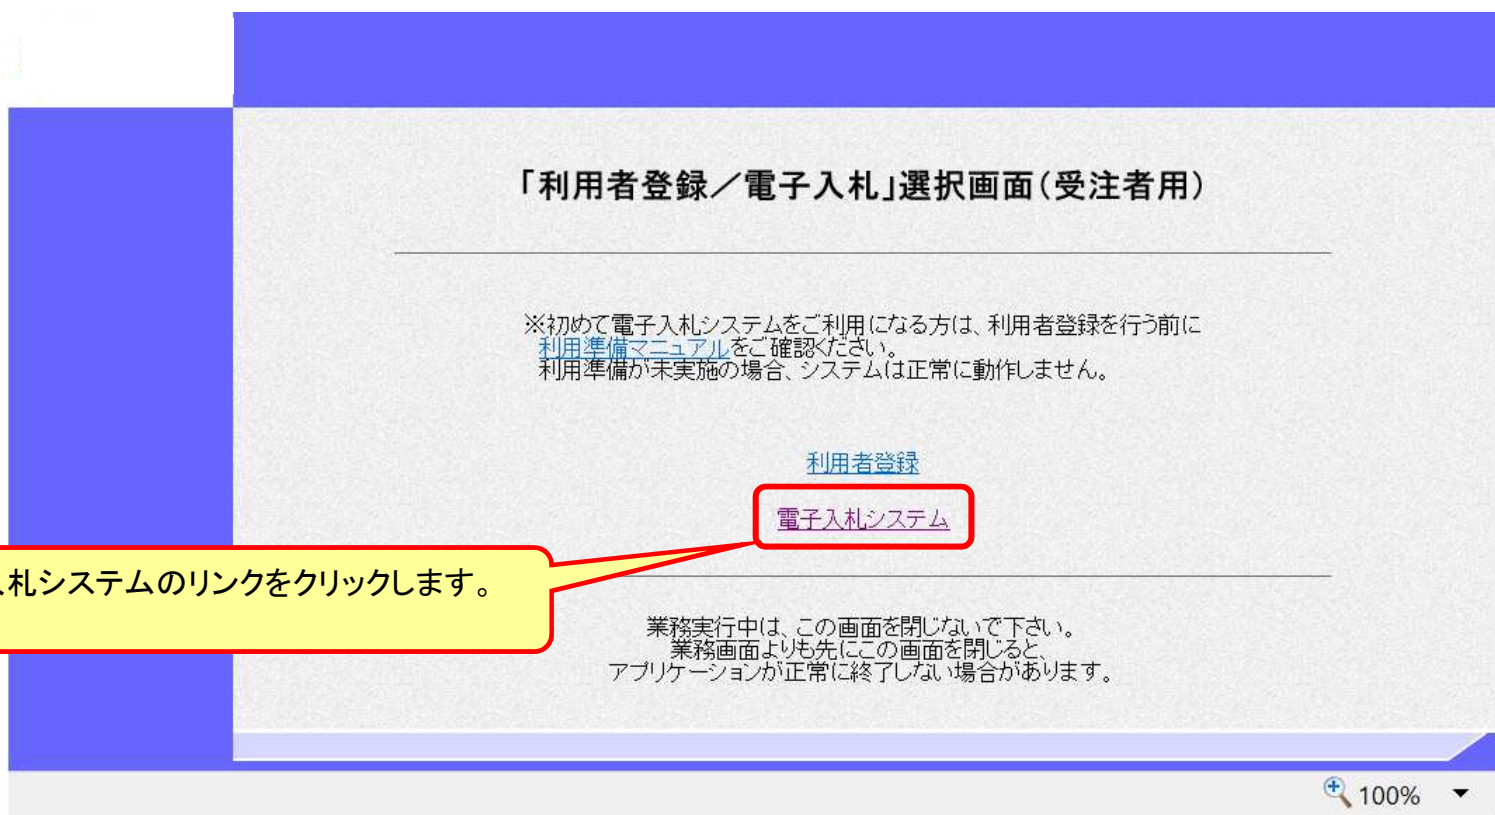 「利用者登録／電子入札」選択画面（受注者用）
※初めて電子入札システムをご利用になる方は、利用者登録を行う前に
利用準備マニュアルをご確認ください。
利用準備が未実施の場合、システムは正常に動作しません。
利用者登録
電子入札システム
札システムのリンクをクリックします。
業務実行中は、この画面を閉じないで下さい。
業務画面よりも先にこの画面を閉じると、
アプリケーションが正常に終了しない場合があります。
100%